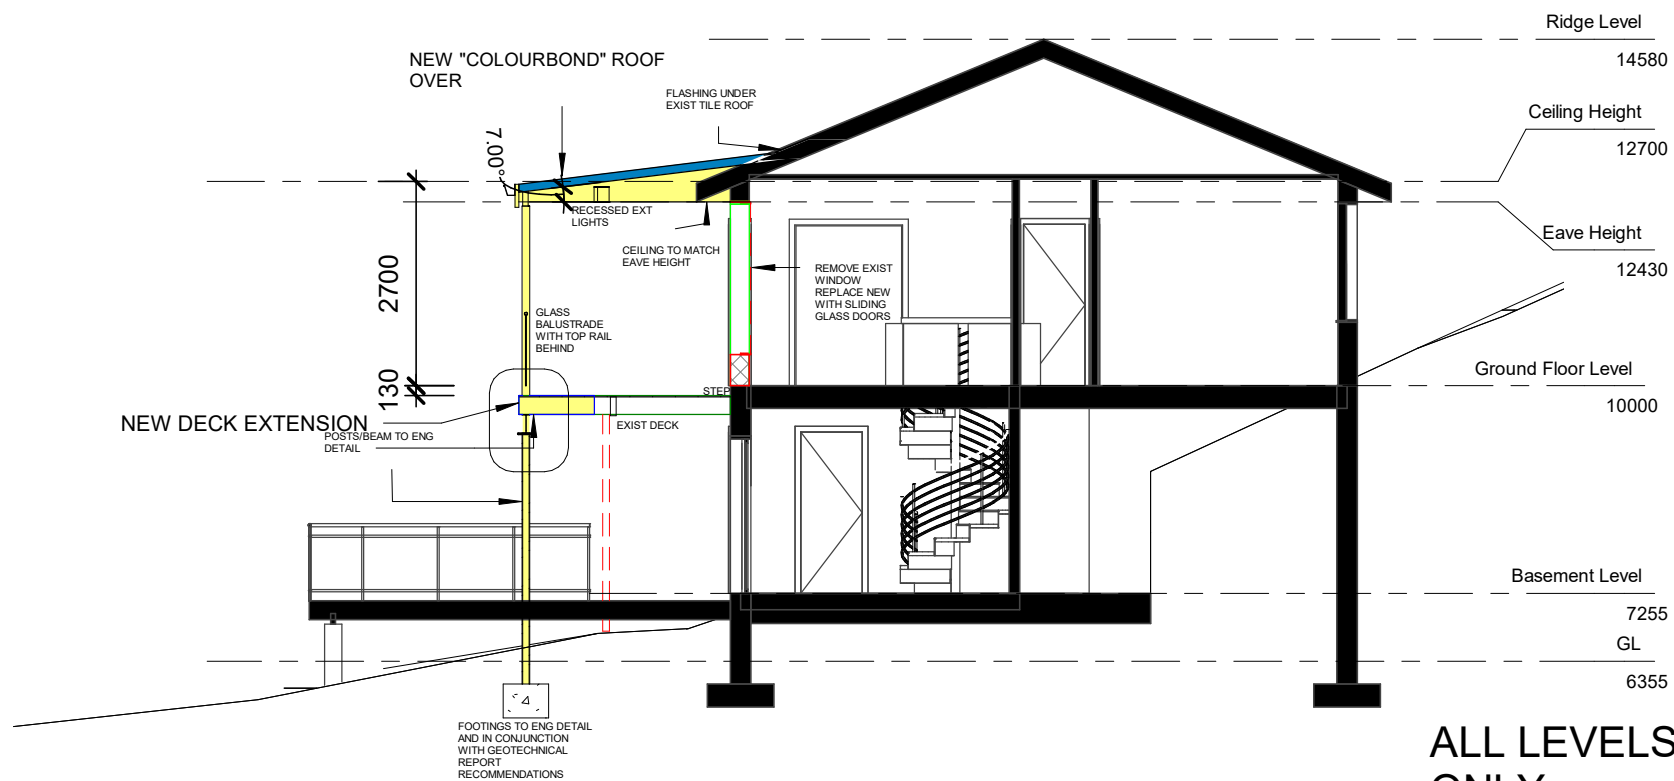 Ridge Level
14580
NEW "COLOURBOND" ROOF
OVER
FLASHING UNDER
EXIST TILE ROOF
Ceiling Height
12700
7.00°
RECESSED EXT
LIGHTS
CEILING TO MATCH
EAVE HEIGHT
Eave Height
12430
REMOVE EXIST
WINDOW
REPLACE NEW
WITH SLIDING
GLASS DOORS
2700
GLASS
BALUSTRADE
WITH TOP RAIL
BEHIND
130
STEP
Ground Floor Level
10000
NEW DECK EXTENSION
EXIST DECK
POSTS/BEAM TO ENG
DETAIL
Basement Level
7255
GL
6355
FOOTINGS TO ENG DETAIL
AND IN CONJUNCTION
WITH GEOTECHNICAL
REPORT
RECOMMENDATIONS
ALL LEVELS
ONLY